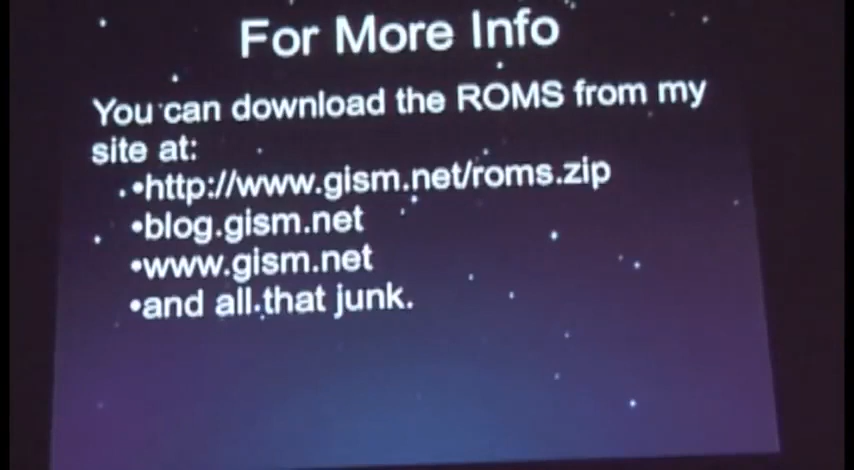 For More Info
You can download the ROMS from my
site at:
•http://www.gism.net/roms.zip
•blog.gism.net
•www.gism.net
•and all that junk.